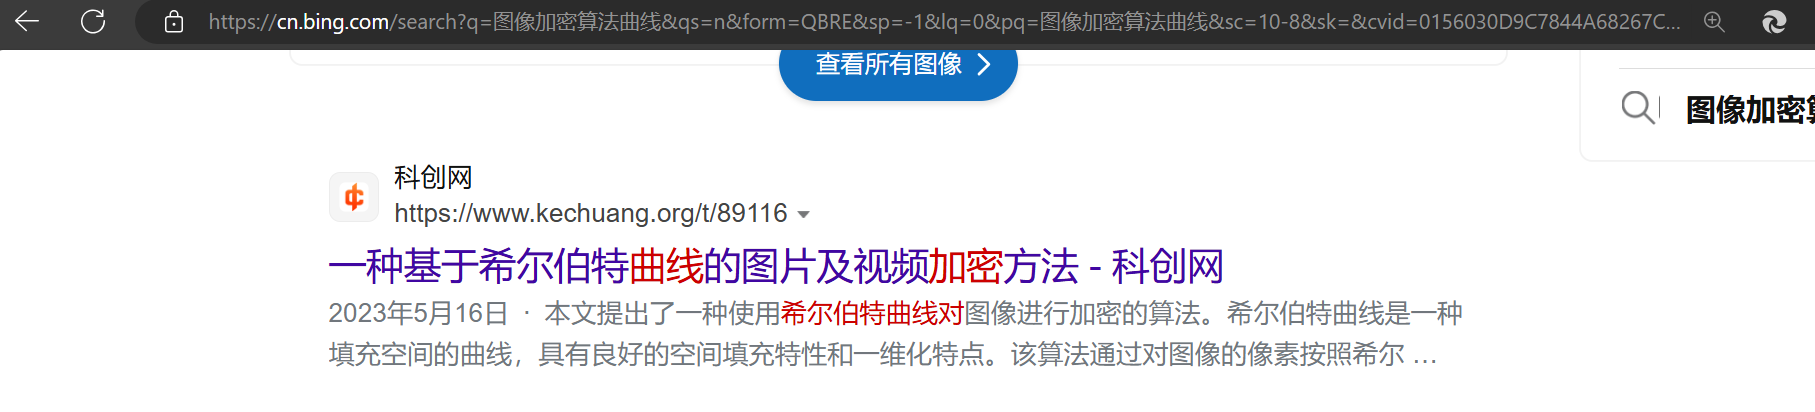 https://cn.bing.com/search?q=图像加密算法曲线&qs=n&form=QBRE&sp=-1&lq=0&pq=图像加密算法曲线&sc=10-8&sk=&cvid=0156030D9C7844A68267C...
查看所有图像
图像加密算
科创网
https://www.kechuang.org/t/89116
一种基于希尔伯特曲线的图片及视频加密方法 - 科创网
2023年5月16日 · 本文提出了一种使用希尔伯特曲线对图像进行加密的算法。希尔伯特曲线是一种
填充空间的曲线，具有良好的空间填充特性和一维化特点。该算法通过对图像的像素按照希尔 …